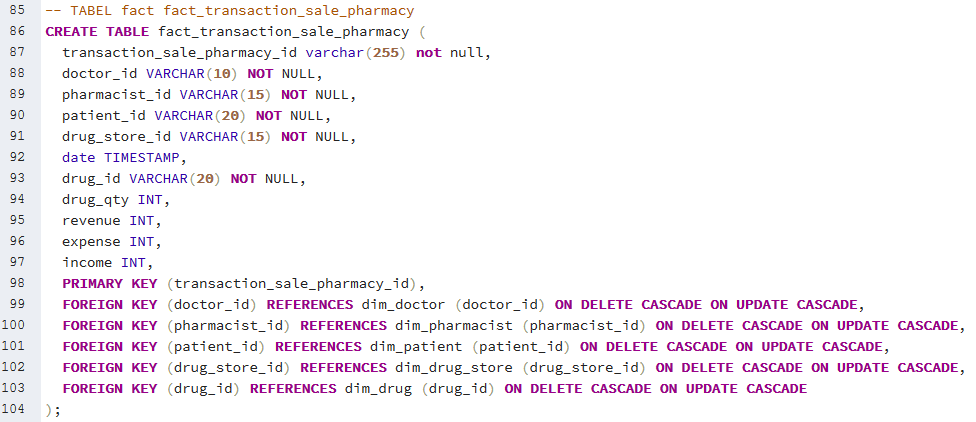 85 -- TABEL fact fact_transaction_sale_pharmacy
86 CREATE TABLE fact_transaction_sale_pharmacy (
87 transaction_sale_pharmacy_id varchar(255) not null,
88 doctor_id VARCHAR(10) NOT NULL,
89 pharmacist_id VARCHAR(15) NOT NULL,
90 patient_id VARCHAR(20) NOT NULL,
91 drug_store_id VARCHAR(15) NOT NULL,
92 date TIMESTAMP,
93 drug_id VARCHAR(20) NOT NULL,
94 drug_qty INT,
95 revenue INT,
96 expense INT,
97 income INT,
98 PRIMARY KEY (transaction_sale_pharmacy_id),
99 FOREIGN KEY (doctor_id) REFERENCES dim_doctor (doctor_id) ON DELETE CASCADE ON UPDATE CASCADE,
100 FOREIGN KEY (pharmacist_id) REFERENCES dim_pharmacist (pharmacist_id) ON DELETE CASCADE ON UPDATE CASCADE,
101 FOREIGN KEY (patient_id) REFERENCES dim_patient (patient_id) ON DELETE CASCADE ON UPDATE CASCADE,
102 FOREIGN KEY (drug_store_id) REFERENCES dim_drug_store (drug_store_id) ON DELETE CASCADE ON UPDATE CASCADE,
103 FOREIGN KEY (drug_id) REFERENCES dim_drug (drug_id) ON DELETE CASCADE ON UPDATE CASCADE
104 );